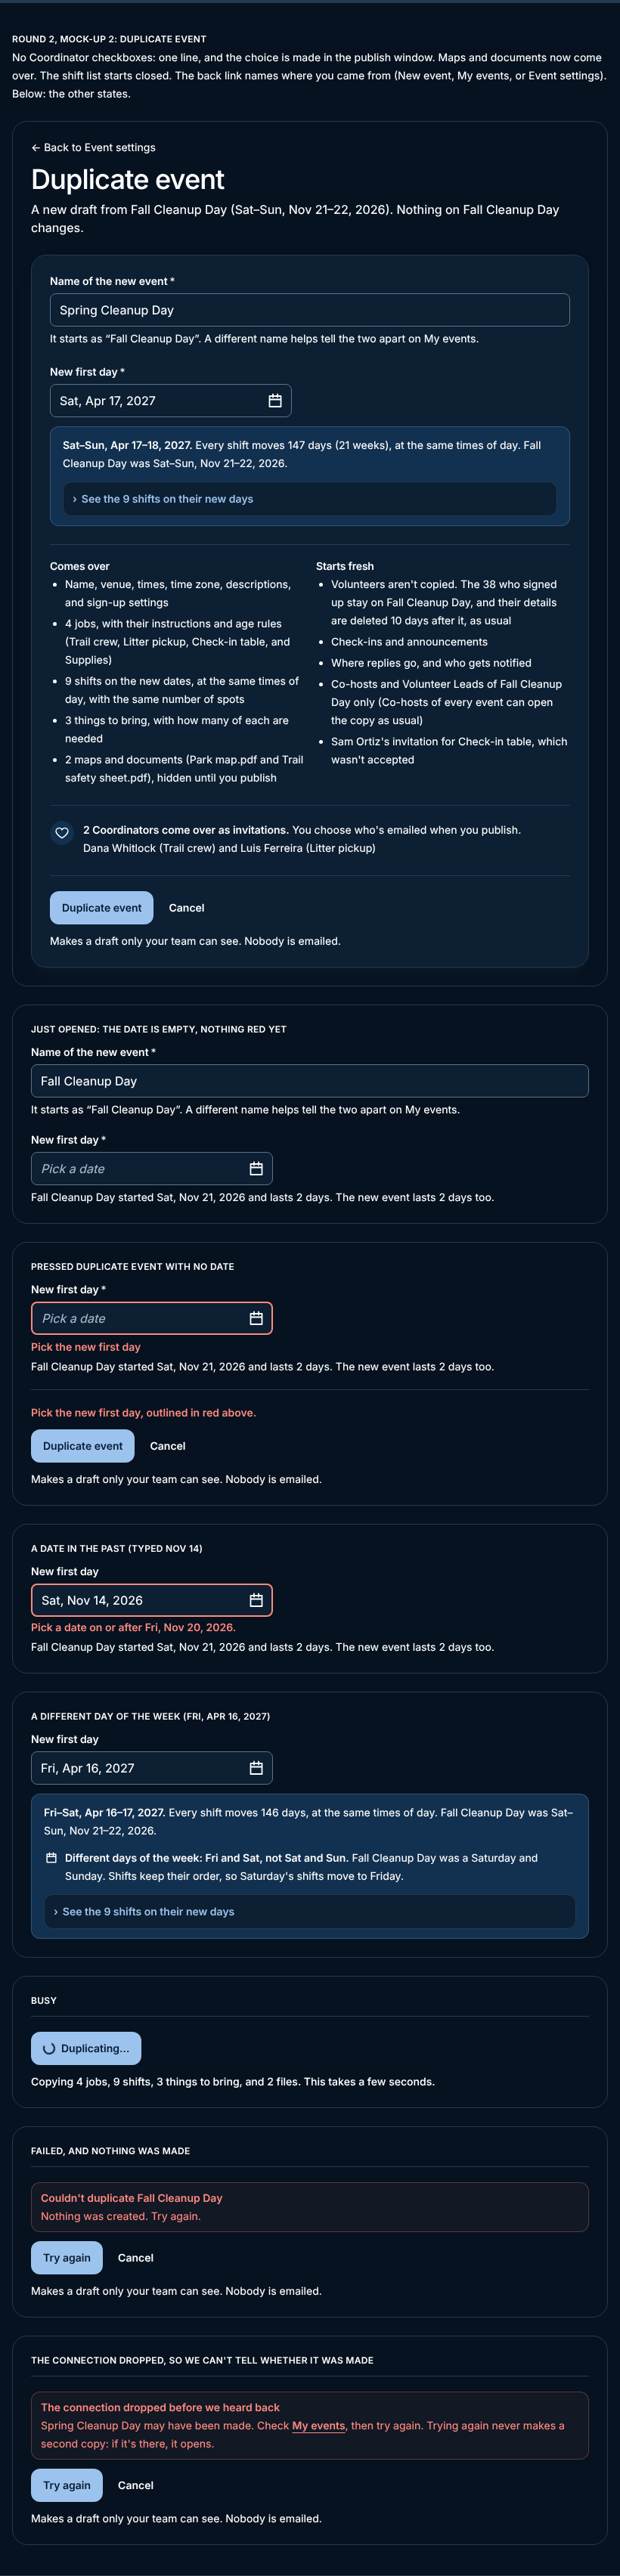 ROUND 2, MOCK-UP 2: DUPLICATE EVENT
No Coordinator checkboxes: one line, and the choice is made in the publish window. Maps and documents now come
over. The shift list starts closed. The back link names where you came from (New event, My events, or Event settings).
Below: the other states.
← Back to Event settings
Duplicate event
A new draft from Fall Cleanup Day (Sat–Sun, Nov 21–22, 2026). Nothing on Fall Cleanup Day
changes.
Name of the new event *
Spring Cleanup Day
It starts as “Fall Cleanup Day”. A different name helps tell the two apart on My events.
New first day *
Sat, Apr 17, 2027
Sat–Sun, Apr 17–18, 2027. Every shift moves 147 days (21 weeks), at the same times of day. Fall
Cleanup Day was Sat–Sun, Nov 21–22, 2026.
› See the 9 shifts on their new days
Comes over
• Name, venue, times, time zone, descriptions,
and sign-up settings
• 4 jobs, with their instructions and age rules
(Trail crew, Litter pickup, Check-in table, and
Supplies)
• 9 shifts on the new dates, at the same times of
day, with the same number of spots
• 3 things to bring, with how many of each are
needed
• 2 maps and documents (Park map.pdf and Trail
safety sheet.pdf), hidden until you publish
Starts fresh
• Volunteers aren't copied. The 38 who signed
up stay on Fall Cleanup Day, and their details
are deleted 10 days after it, as usual
• Check-ins and announcements
• Where replies go, and who gets notified
• Co-hosts and Volunteer Leads of Fall Cleanup
Day only (Co-hosts of every event can open
the copy as usual)
• Sam Ortiz's invitation for Check-in table, which
wasn't accepted
2 Coordinators come over as invitations. You choose who's emailed when you publish.
Dana Whitlock (Trail crew) and Luis Ferreira (Litter pickup)
Duplicate event
Cancel
Makes a draft only your team can see. Nobody is emailed.
JUST OPENED: THE DATE IS EMPTY, NOTHING RED YET
Name of the new event *
Fall Cleanup Day
It starts as “Fall Cleanup Day”. A different name helps tell the two apart on My events.
New first day *
Pick a date
Fall Cleanup Day started Sat, Nov 21, 2026 and lasts 2 days. The new event lasts 2 days too.
PRESSED DUPLICATE EVENT WITH NO DATE
New first day *
Pick a date
Pick the new first day
Fall Cleanup Day started Sat, Nov 21, 2026 and lasts 2 days. The new event lasts 2 days too.
Pick the new first day, outlined in red above.
Duplicate event
Cancel
Makes a draft only your team can see. Nobody is emailed.
A DATE IN THE PAST (TYPED NOV 14)
New first day
Sat, Nov 14, 2026
Pick a date on or after Fri, Nov 20, 2026.
Fall Cleanup Day started Sat, Nov 21, 2026 and lasts 2 days. The new event lasts 2 days too.
A DIFFERENT DAY OF THE WEEK (FRI, APR 16, 2027)
New first day
Fri, Apr 16, 2027
Fri–Sat, Apr 16–17, 2027. Every shift moves 146 days, at the same times of day. Fall Cleanup Day was Sat–
Sun, Nov 21–22, 2026.
Different days of the week: Fri and Sat, not Sat and Sun. Fall Cleanup Day was a Saturday and
Sunday. Shifts keep their order, so Saturday's shifts move to Friday.
› See the 9 shifts on their new days
BUSY
Duplicating...
Copying 4 jobs, 9 shifts, 3 things to bring, and 2 files. This takes a few seconds.
FAILED, AND NOTHING WAS MADE
Couldn't duplicate Fall Cleanup Day
Nothing was created. Try again.
Try again
Cancel
Makes a draft only your team can see. Nobody is emailed.
THE CONNECTION DROPPED, SO WE CAN'T TELL WHETHER IT WAS MADE
The connection dropped before we heard back
Spring Cleanup Day may have been made. Check My events, then try again. Trying again never makes a
second copy: if it's there, it opens.
Try again
Cancel
Makes a draft only your team can see. Nobody is emailed.